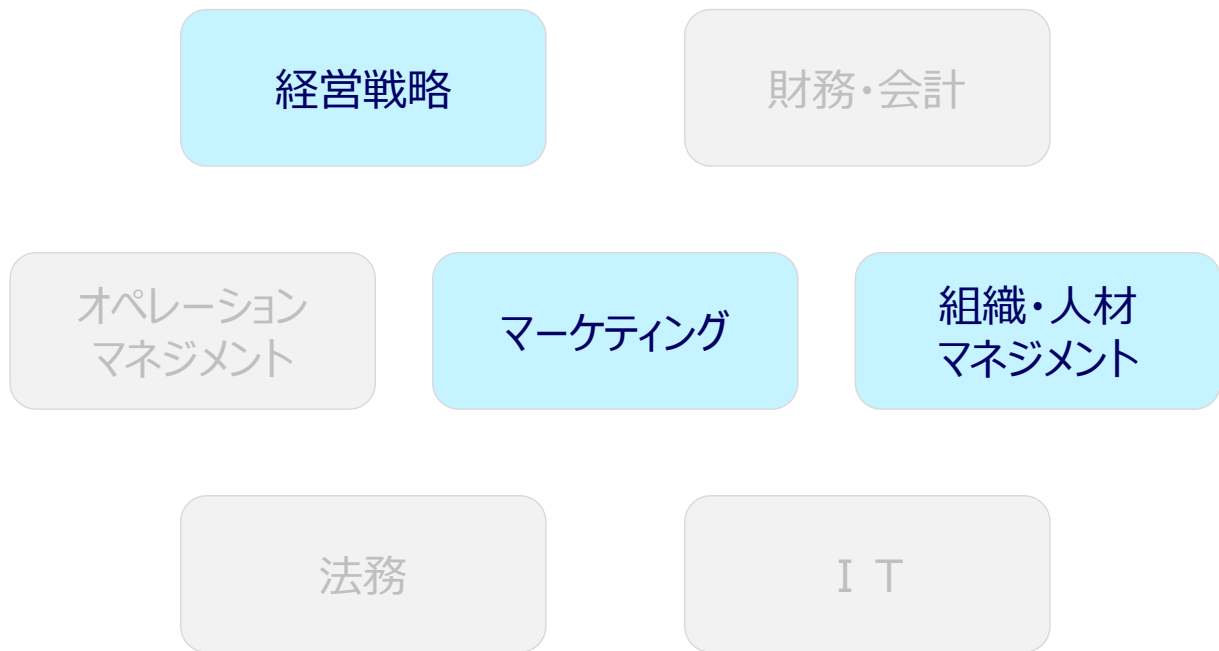 経営戦略
財務・会計
オペレーション
マネジメント
マーケティング
組織・人材
マネジメント
法務
ＩＴ